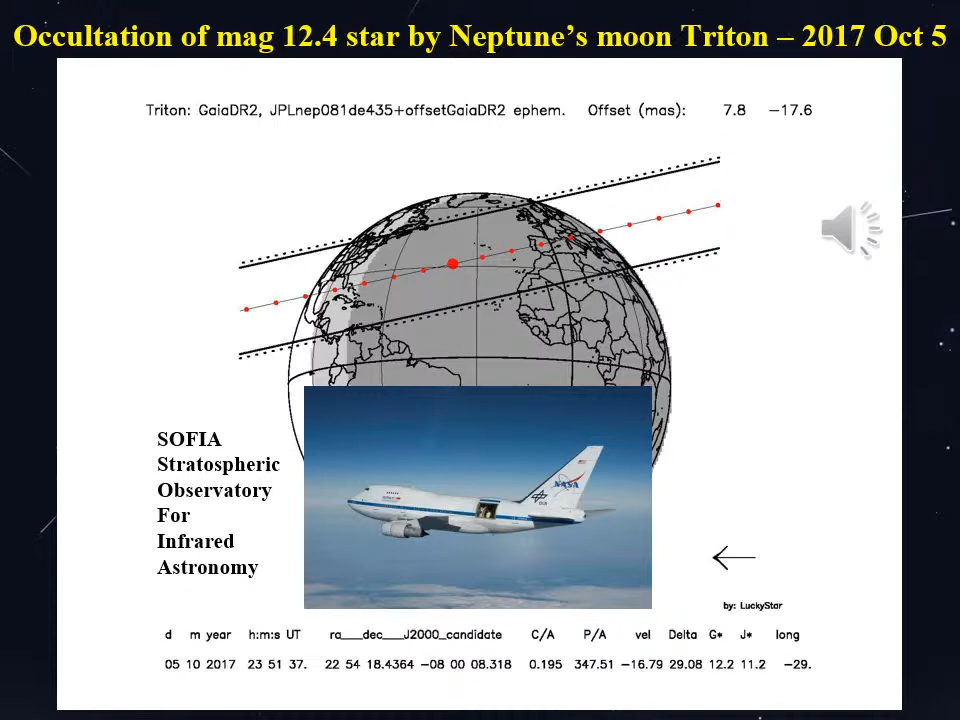 Occultation of mag 12.4 star by Neptune's moon Triton – 2017 Oct 5
Triton: GaiaDR2, JPLnep081de435+offsetGaiaDR2 ephem. Offset (mas): 7.8 −17.6
SOFIA
Stratospheric
Observatory
For
Infrared
Astronomy
NASA
by: LuckyStar
d m year h:m:s UT ra___dec___J2000_candidate C/A P/A vel Delta G* J* long
05 10 2017 23 51 37. 22 54 18.4364 −08 00 08.318 0.195 347.51 −16.79 29.08 12.2 11.2 −29.